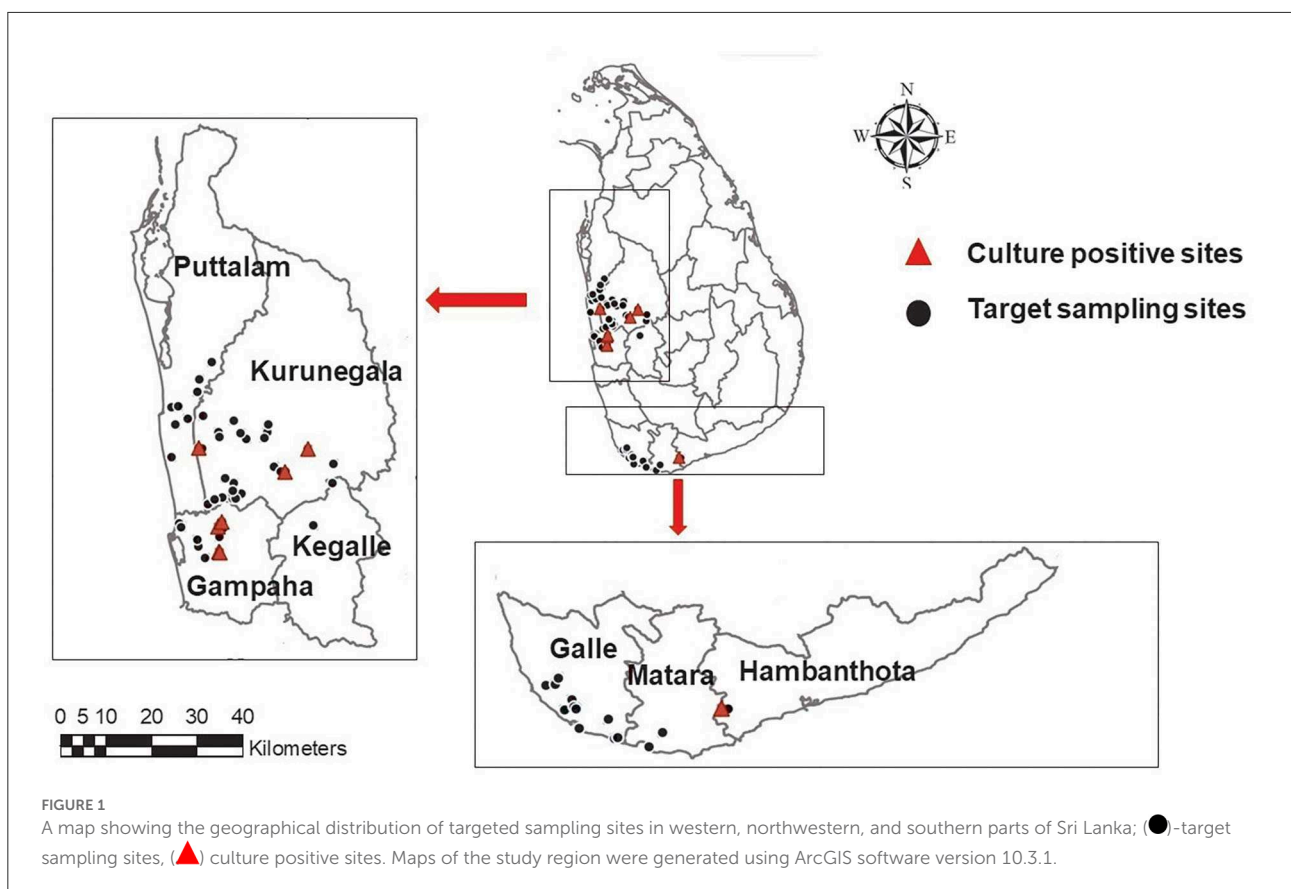 N
W E
S
Culture positive sites
Target sampling sites
Puttalam
Kurunegala
Kegalle
Gampaha
Galle
Matara
Hambanthota
0 5 10 20 30 40
Kilometers
FIGURE 1
A map showing the geographical distribution of targeted sampling sites in western, northwestern, and southern parts of Sri Lanka; (●)-target
sampling sites, (▲) culture positive sites. Maps of the study region were generated using ArcGIS software version 10.3.1.